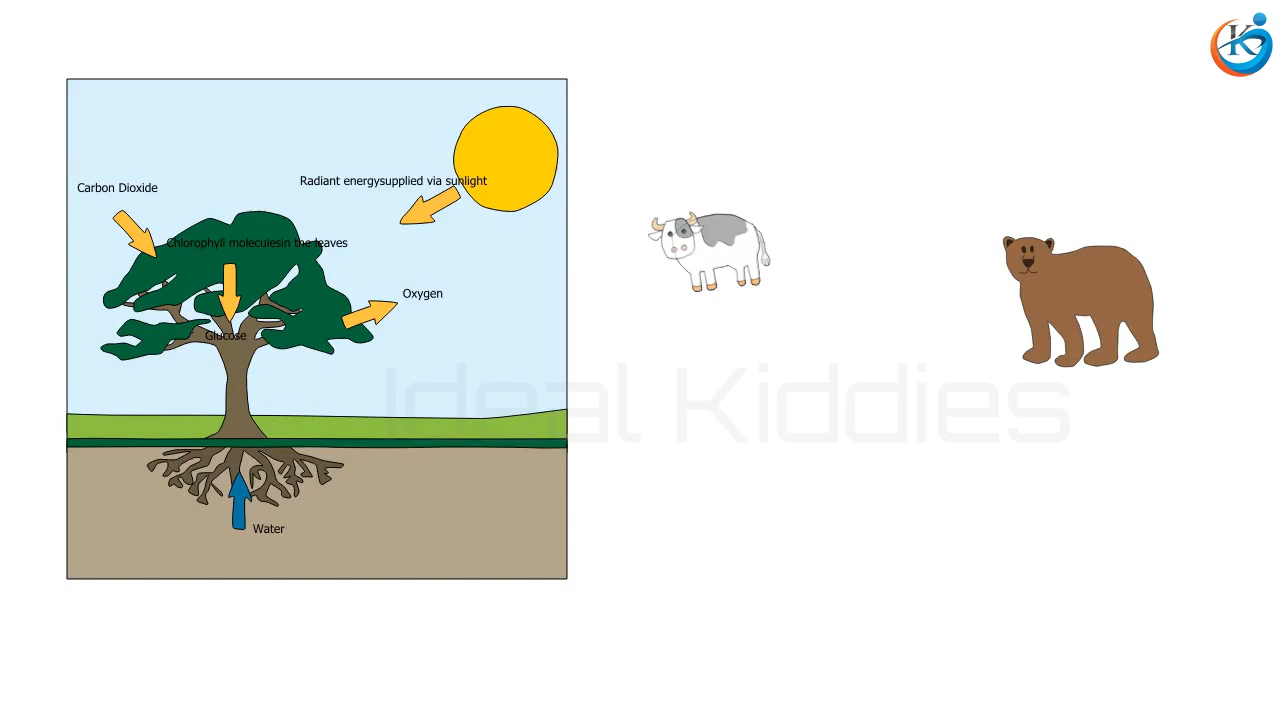 K
Radiant energysupplied via sunlight
Carbon Dioxide
Chlorophyll moleculesin the leaves
Oxygen
Glucose
Ideal Kiddies
Water